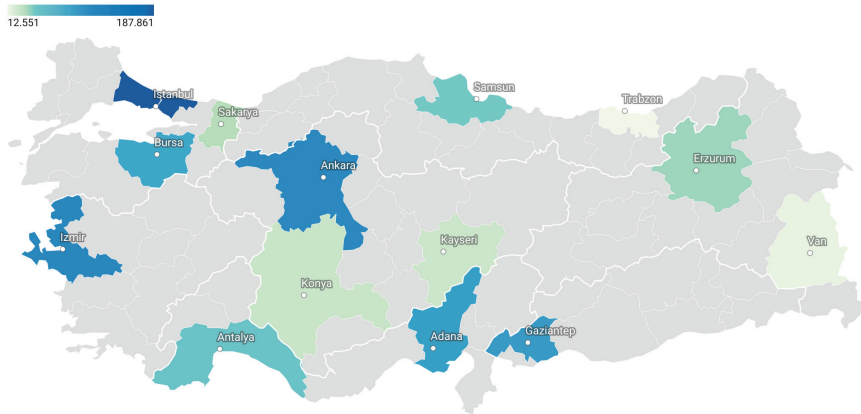 12.551 187.861
Samsun
Istanbul
Trabzon
Sakarya
Bursa
Erzurum
Ankara
Izmir
Kayseri
Van
Konya
Gaziantep
Antalya
Adana